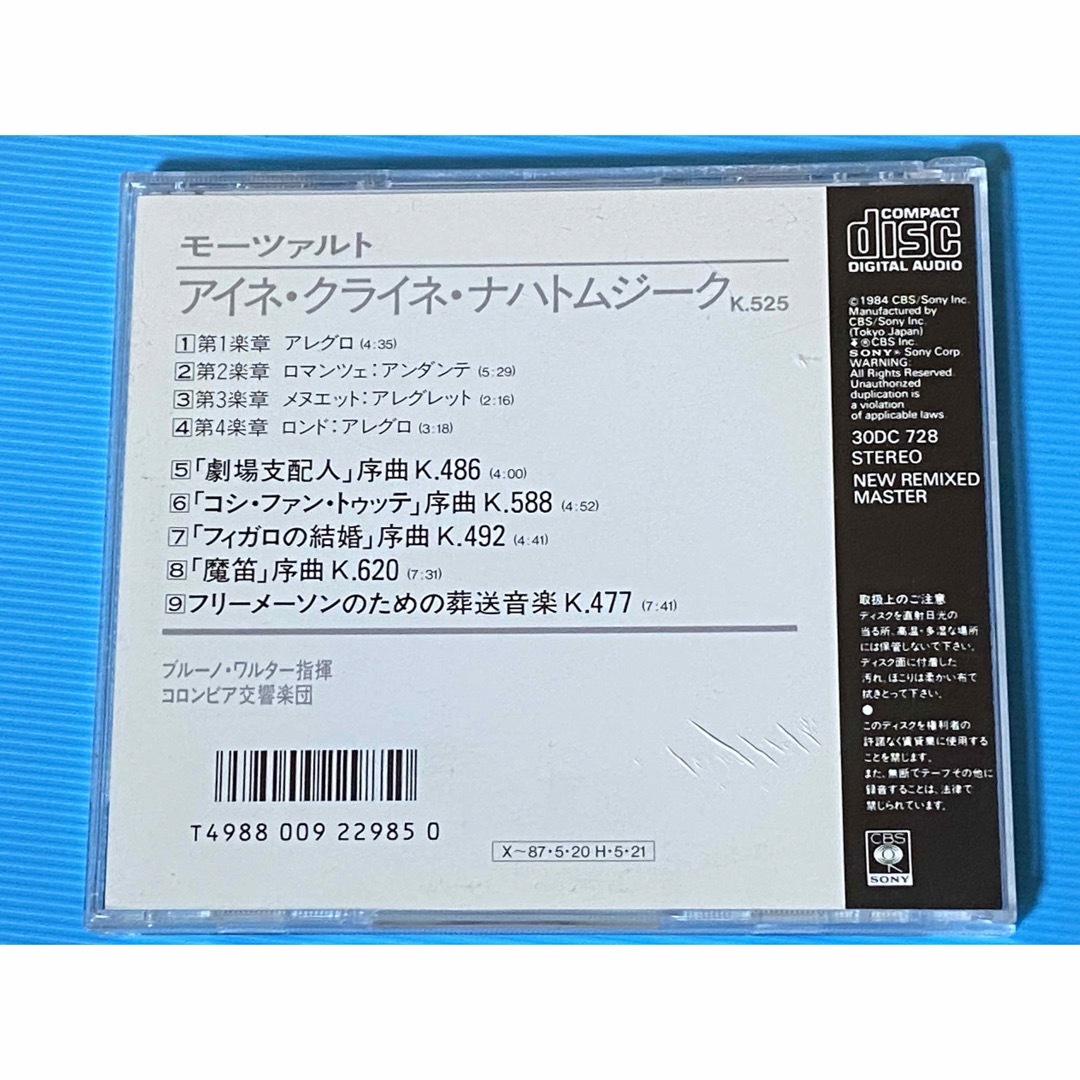 モーツァルト
アイネ・クライネ・ナハトムジーク K.525
1 第1楽章 アレグロ (4:35)
2 第2楽章 ロマンツェ:アンダンテ (5:29)
3 第3楽章 メヌエット:アレグレット (2:16)
4 第4楽章 ロンド:アレグロ (3:18)
5 「劇場支配人」序曲 K.486 (4:00)
6 「コシ・ファン・トゥッテ」序曲 K.588 (4:52)
7 「フィガロの結婚」序曲 K.492 (4:41)
8 「魔笛」序曲 K.620 (7:31)
9 フリーメーソンのための葬送音楽 K.477 (7:41)
ブルーノ・ワルター指揮
コロンビア交響楽団
T4988 009 22985 0
X〜87・5・20 H・5・21
COMPACT
disc
DIGITAL AUDIO
©1984 CBS/Sony Inc.
Manufactured by
CBS/Sony Inc.
(Tokyo Japan)
®CBS Inc.
SONY® Sony Corp.
WARNING:
All Rights Reserved.
Unauthorized
duplication is
a violation
of applicable laws.
30DC 728
STEREO
NEW REMIXED
MASTER
取扱上のご注意
ディスクを直射日光の
当る所、高温・多湿な場所
には保管しないで下さい。
ディスク面に付着した
汚れ、ほこりは柔かい布で
拭きとって下さい。
●
このディスクを権利者の
許諾なく賃貸業に使用する
ことを禁じます。
また、無断でテープその他に
録音することは、法律で
禁じられています。
CBS
SONY